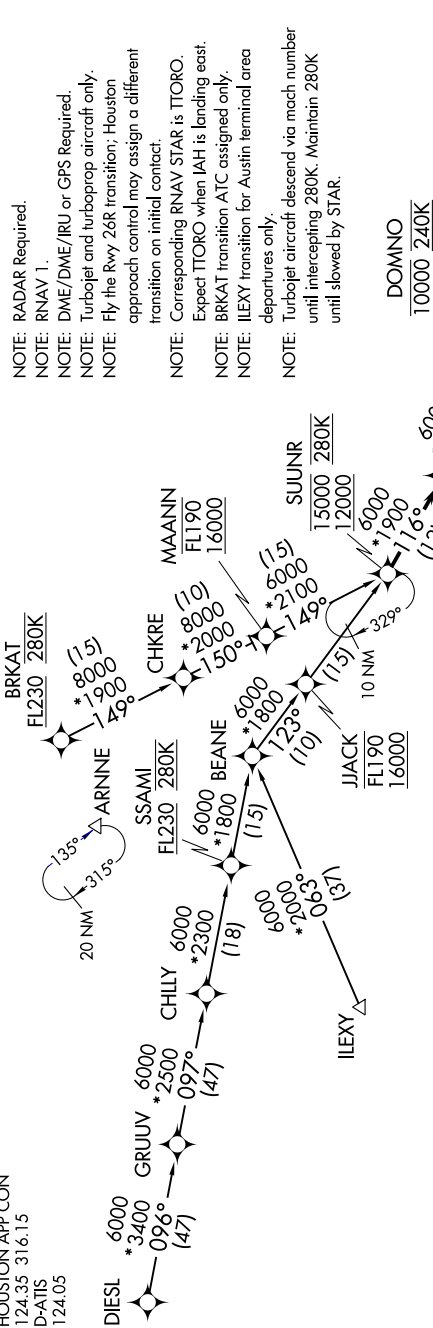 HOUSTON APP CON
124.35 316.15
D-ATIS
124.05
NOTE: RADAR Required.
NOTE: RNAV 1.
NOTE: DME/DME/IRU or GPS Required.
NOTE: Turbojet and turboprop aircraft only.
NOTE: Fly the Rwy 26R transition; Houston
approach control may assign a different
transition on initial contact.
NOTE: Corresponding RNAV STAR is TTORO.
Expect TTORO when IAH is landing east.
NOTE: BRKAT transition ATC assigned only.
NOTE: ILEXY transition for Austin terminal area
departures only.
NOTE: Turbojet aircraft descend via mach number
until intercepting 280K. Maintain 280K
until slowed by STAR.
BRKAT
FL230 280K
(15)
8000
*1900
149°
CHKRE
(10)
8000
*2000
150°
MAANN
FL190
16000
(15)
6000
*2100
149°
SUUNR
15000 280K
12000
6000
*1900
116°
DOMNO
10000 240K
ARNNE
135°
315°
20 NM
SSAMI
FL230 280K
6000
*1800
(15)
BEANE
6000
*1800
123°
(10)
JJACK
FL190
16000
(15)
10 NM
329°
CHLLY
6000
*2300
(18)
GRUUV
6000
*2500
097°
(47)
DIESL
6000
*3400
096°
(47)
ILEXY
6000
*2000
063°
(37)